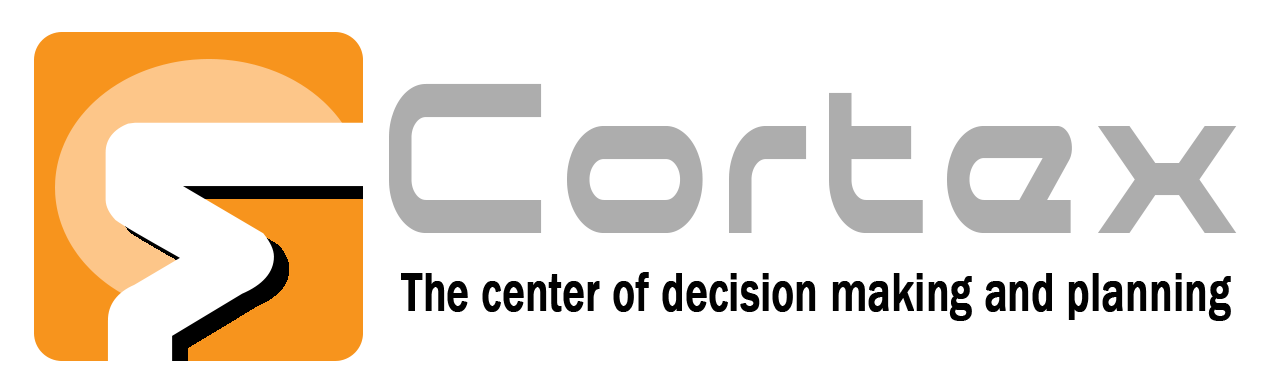 Cortex
The center of decision making and planning